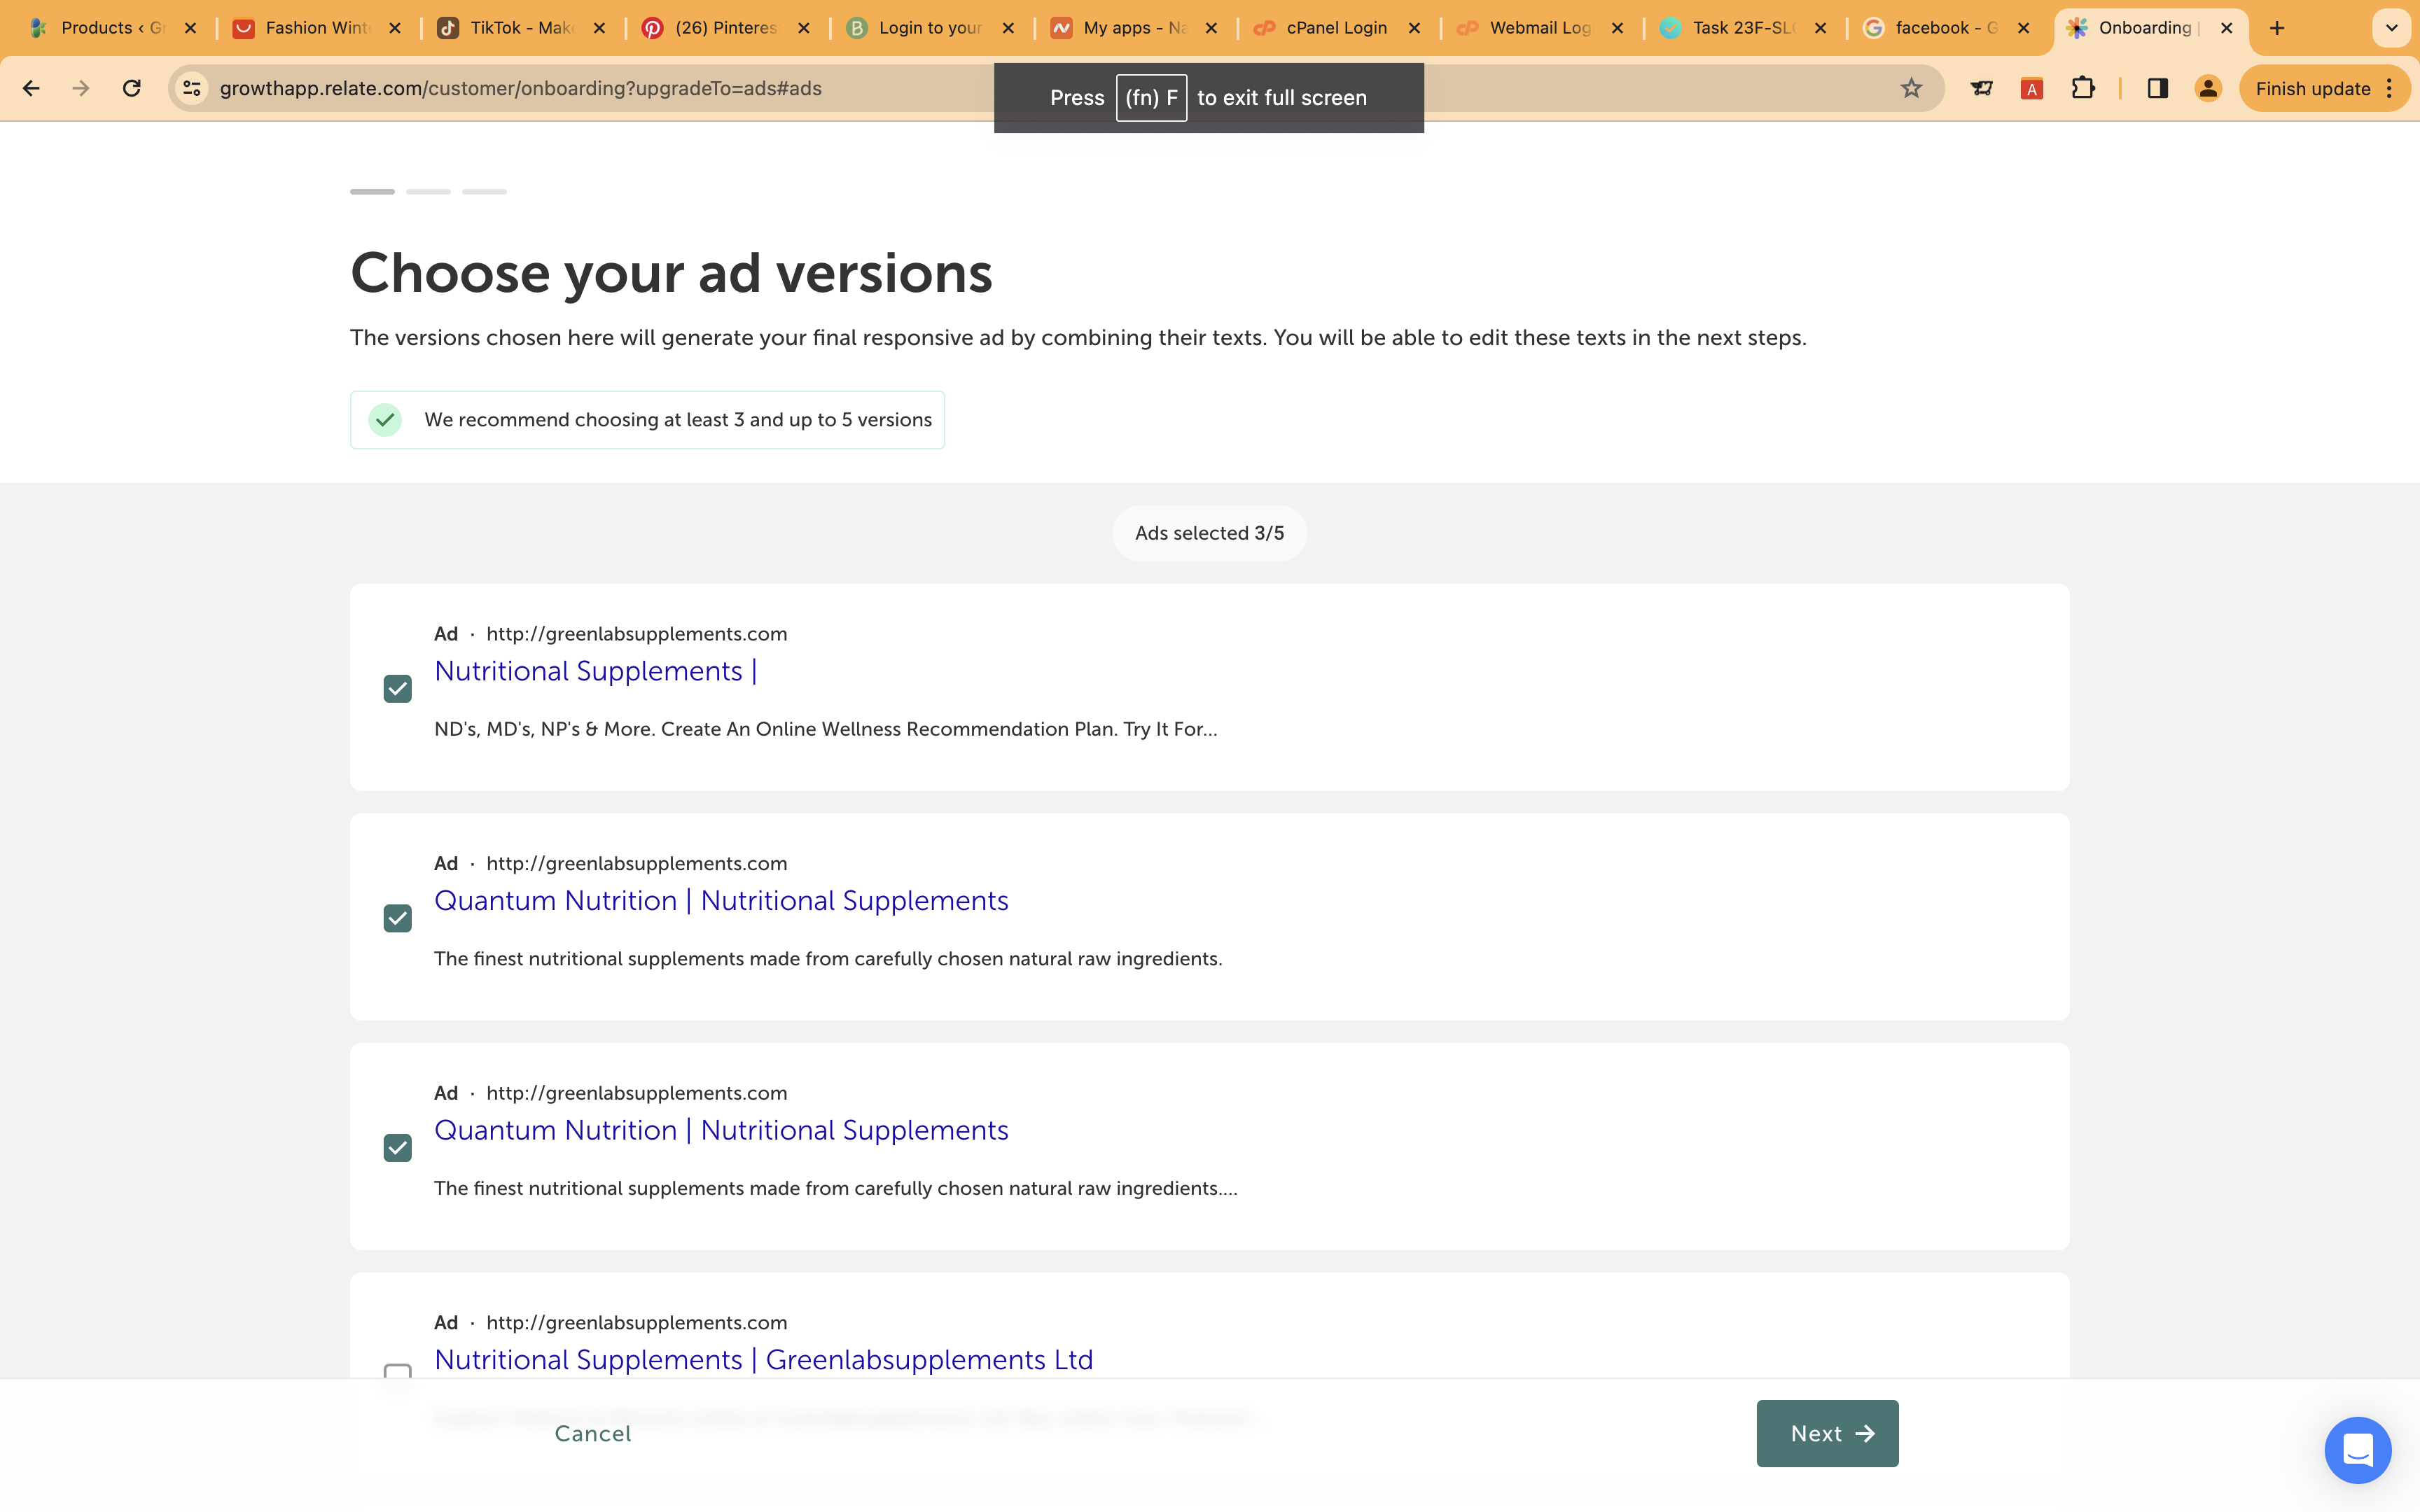 Products ‹ Gr
Fashion Winte
TikTok - Make
(26) Pinteres
Login to your
My apps - Na
cPanel Login
Webmail Log
Task 23F-SL
facebook - G
Onboarding |
growthapp.relate.com/customer/onboarding?upgradeTo=ads#ads
Press (fn) F to exit full screen
A
Finish update
Choose your ad versions
The versions chosen here will generate your final responsive ad by combining their texts. You will be able to edit these texts in the next steps.
We recommend choosing at least 3 and up to 5 versions
Ads selected 3/5
Ad · http://greenlabsupplements.com
Nutritional Supplements |
ND's, MD's, NP's & More. Create An Online Wellness Recommendation Plan. Try It For...
Ad · http://greenlabsupplements.com
Quantum Nutrition | Nutritional Supplements
The finest nutritional supplements made from carefully chosen natural raw ingredients.
Ad · http://greenlabsupplements.com
Quantum Nutrition | Nutritional Supplements
The finest nutritional supplements made from carefully chosen natural raw ingredients....
Ad · http://greenlabsupplements.com
Nutritional Supplements | Greenlabsupplements Ltd
Cancel
Next →